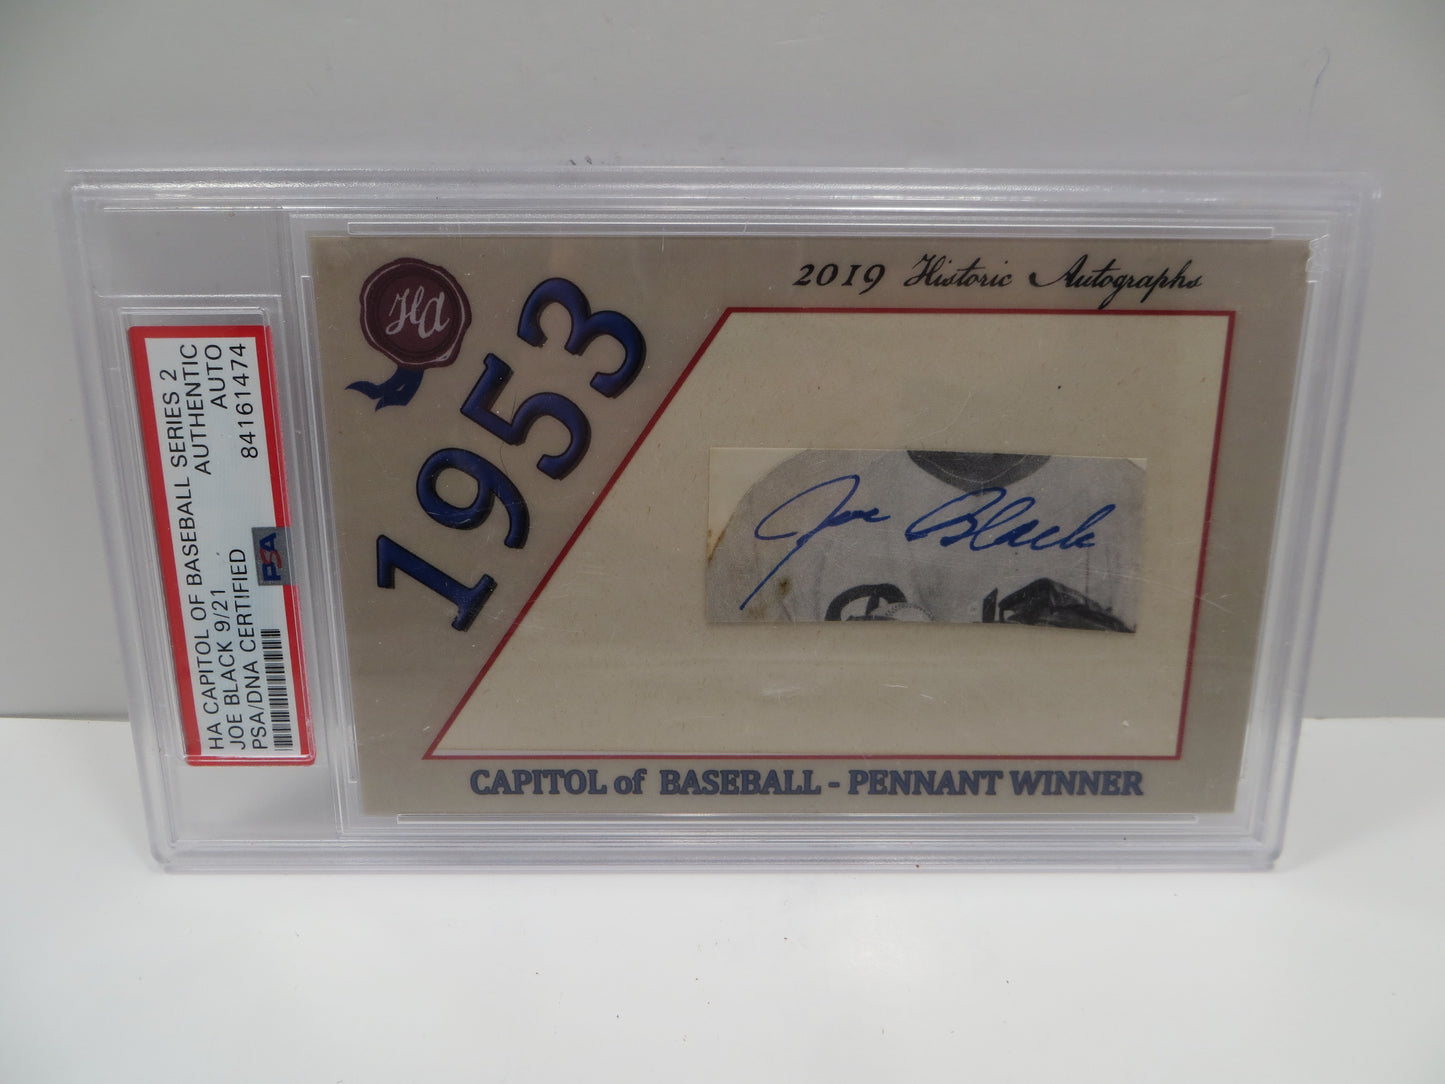 HA CAPITOL OF BASEBALL SERIES 2
JOE BLACK 9/21 AUTHENTIC
PSA/DNA CERTIFIED AUTO
84161474
PSA
HA
1953
2019 Historic Autographs
Joe Black
CAPITOL of BASEBALL - PENNANT WINNER